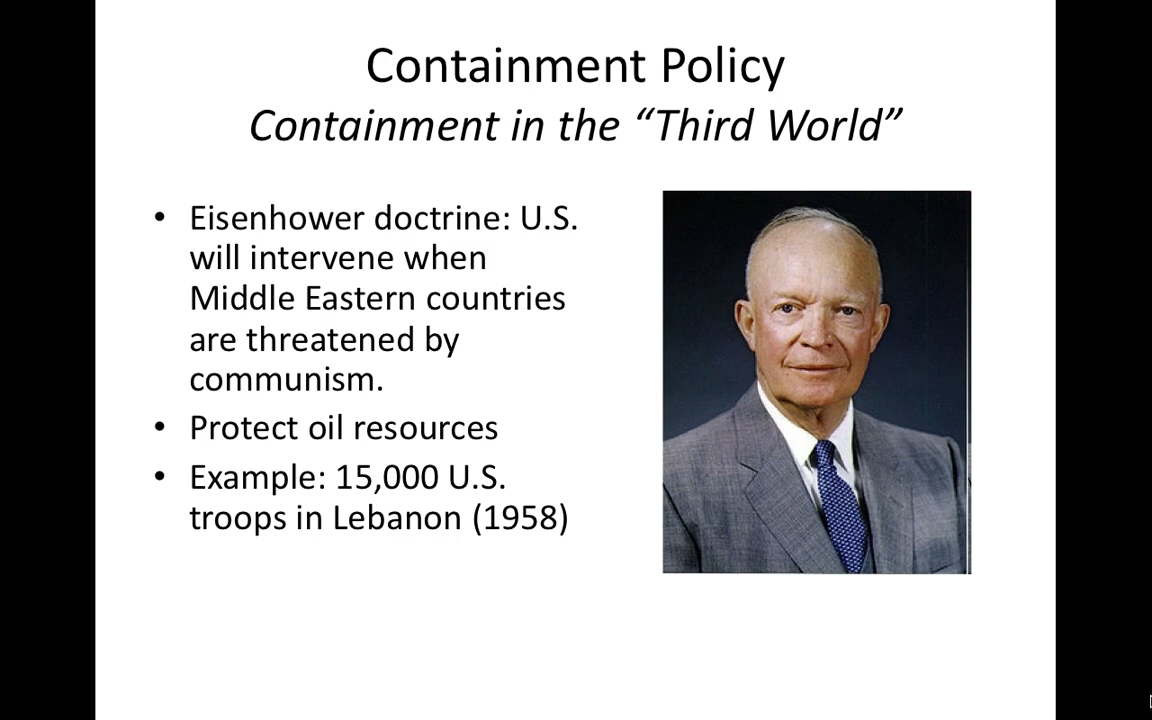 Containment Policy
Containment in the “Third World”
• Eisenhower doctrine: U.S.
will intervene when
Middle Eastern countries
are threatened by
communism.
• Protect oil resources
• Example: 15,000 U.S.
troops in Lebanon (1958)